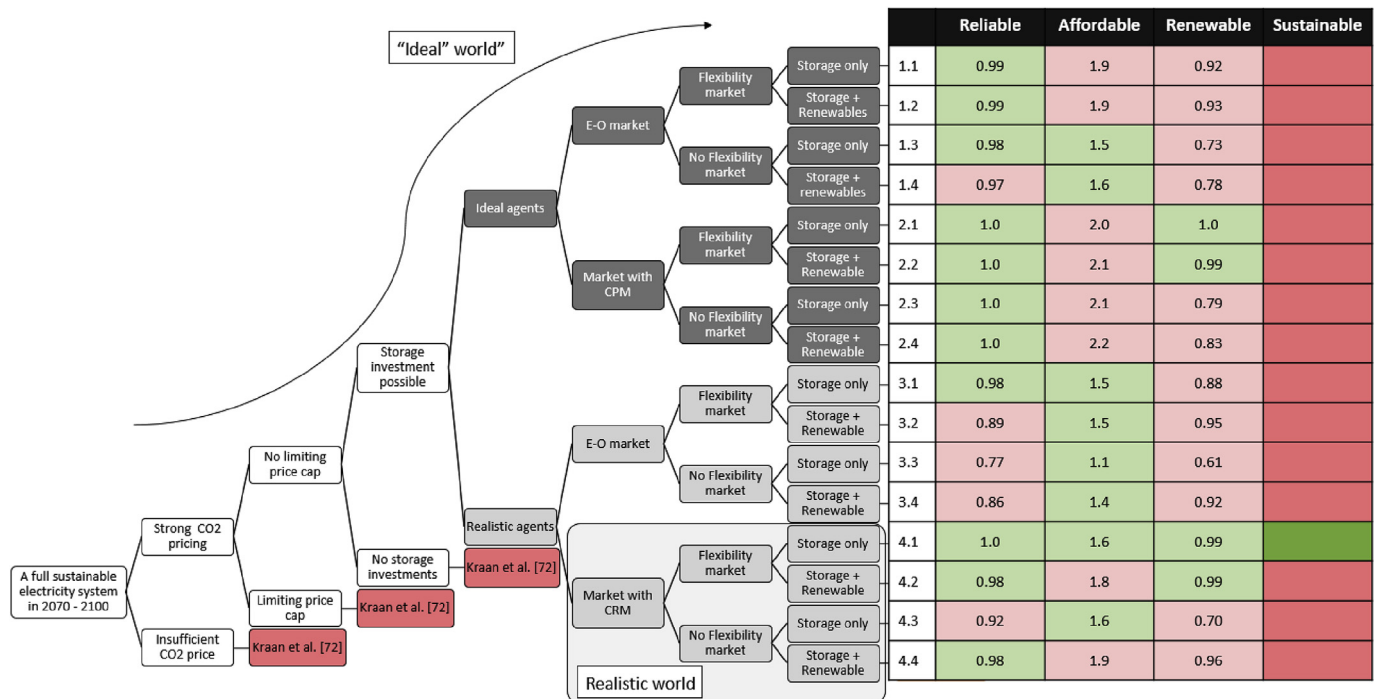 "Ideal" world"
Reliable Affordable Renewable Sustainable
Storage only 1.1 0.99 1.9 0.92
Flexibility
market
Storage +
Renewables 1.2 0.99 1.9 0.93
E-O market
Storage only 1.3 0.98 1.5 0.73
No Flexibility
market
Storage +
renewables 1.4 0.97 1.6 0.78
Ideal agents
Storage only 2.1 1.0 2.0 1.0
Flexibility
market
Storage +
Renewable 2.2 1.0 2.1 0.99
Market with
CPM
Storage only 2.3 1.0 2.1 0.79
No Flexibility
market
Storage +
Renewable 2.4 1.0 2.2 0.83
Storage
investment
possible
Storage only 3.1 0.98 1.5 0.88
Flexibility
market
Storage +
Renewable 3.2 0.89 1.5 0.95
E-O market
No limiting
price cap
Storage only 3.3 0.77 1.1 0.61
No Flexibility
market
Storage +
Renewable 3.4 0.86 1.4 0.92
Realistic agents
Strong CO2
pricing
Storage only 4.1 1.0 1.6 0.99
Flexibility
market
No storage
investments
Kraan et al. [72]
Storage +
Renewable 4.2 0.98 1.8 0.99
A full sustainable
electricity system
in 2070 - 2100
Limiting price
cap
Kraan et al. [72]
Market with
CRM
Storage only 4.3 0.92 1.6 0.70
Insufficient
CO2 price
Kraan et al. [72]
No Flexibility
market
Storage +
Renewable 4.4 0.98 1.9 0.96
Realistic world